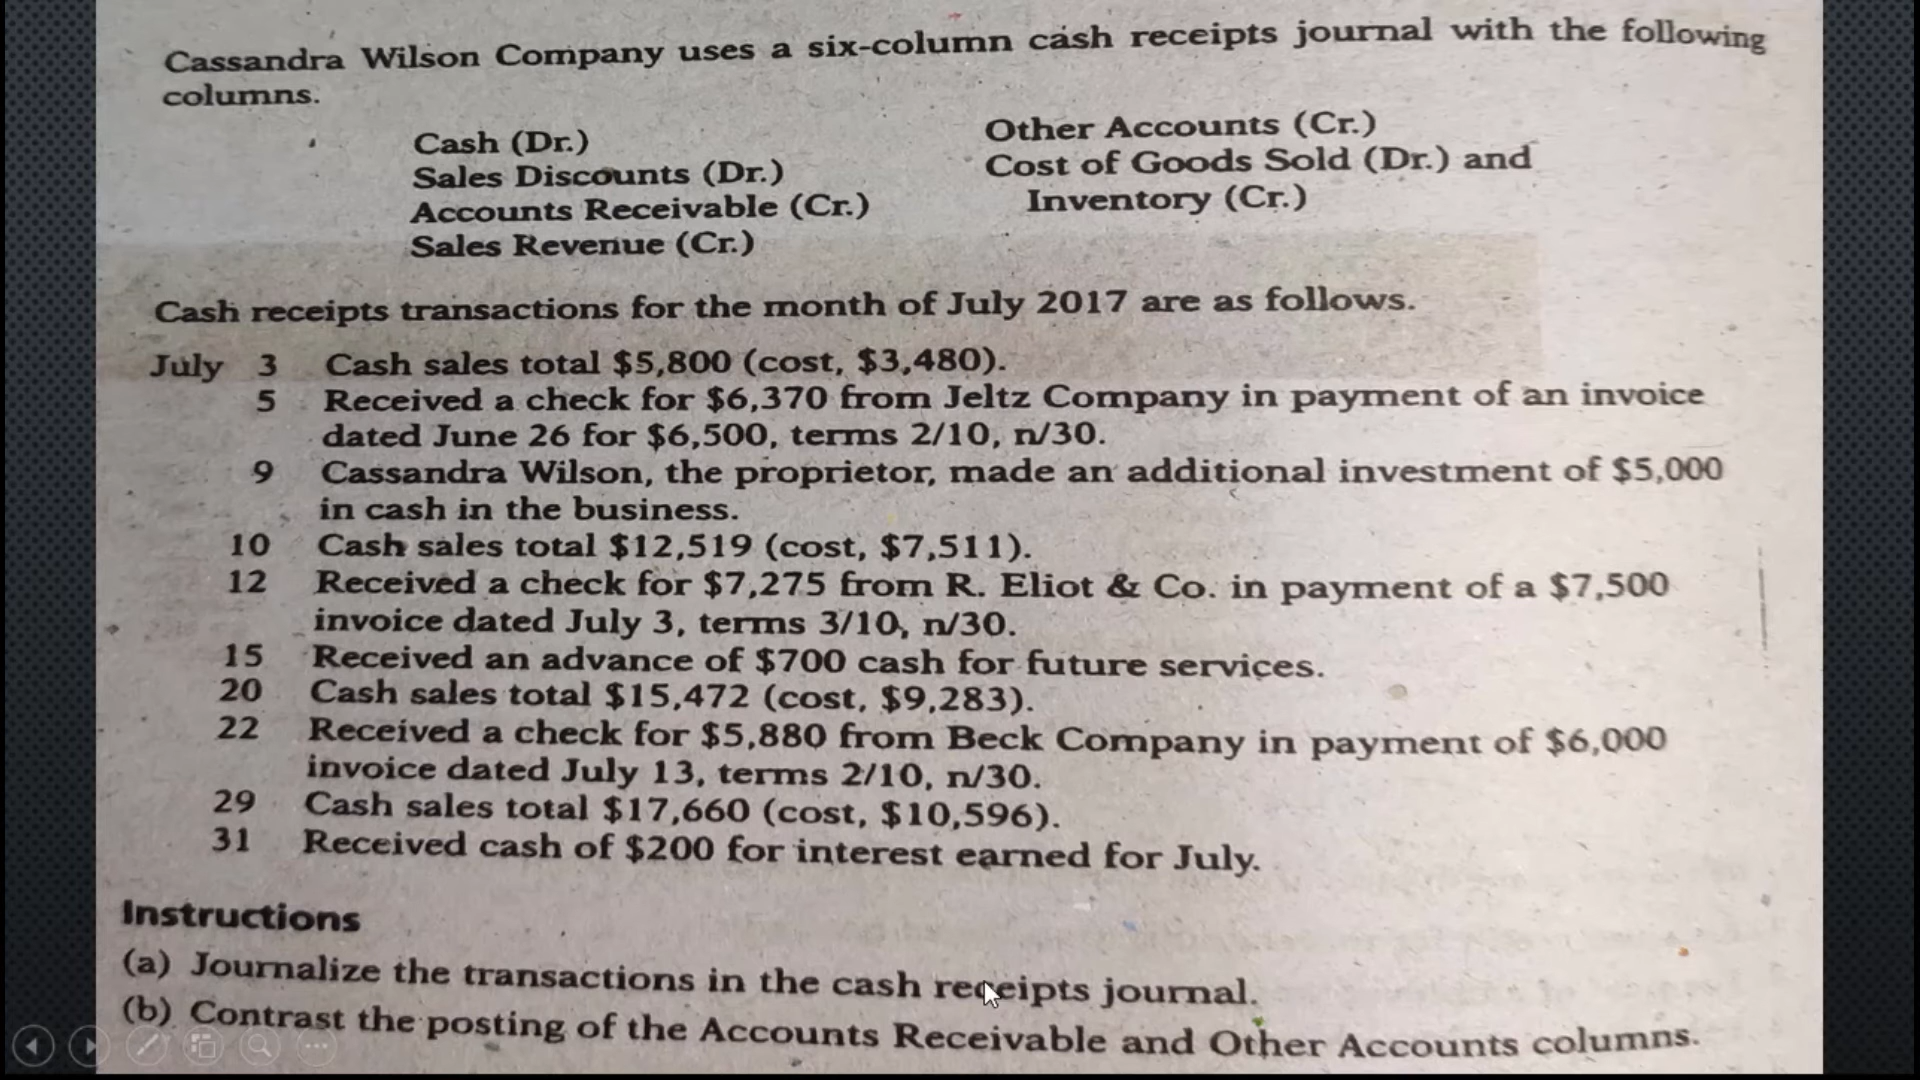 Cassandra Wilson Company uses a six-column cash receipts journal with the following
columns.
Cash (Dr.)
Sales Discounts (Dr.)
Accounts Receivable (Cr.)
Sales Revenue (Cr.)
Other Accounts (Cr.)
Cost of Goods Sold (Dr.) and
Inventory (Cr.)
Cash receipts transactions for the month of July 2017 are as follows.
July 3 Cash sales total $5,800 (cost, $3,480).
5 Received a check for $6,370 from Jeltz Company in payment of an invoice
dated June 26 for $6,500, terms 2/10, n/30.
9 Cassandra Wilson, the proprietor, made an additional investment of $5,000
in cash in the business.
10 Cash sales total $12,519 (cost, $7,511).
12 Received a check for $7,275 from R. Eliot & Co. in payment of a $7,500
invoice dated July 3, terms 3/10, n/30.
15 Received an advance of $700 cash for future services.
20 Cash sales total $15,472 (cost, $9,283).
22 Received a check for $5,880 from Beck Company in payment of $6,000
invoice dated July 13, terms 2/10, n/30.
29 Cash sales total $17,660 (cost, $10,596).
31 Received cash of $200 for interest earned for July.
Instructions
(a) Journalize the transactions in the cash receipts journal.
(b) Contrast the posting of the Accounts Receivable and Other Accounts columns.